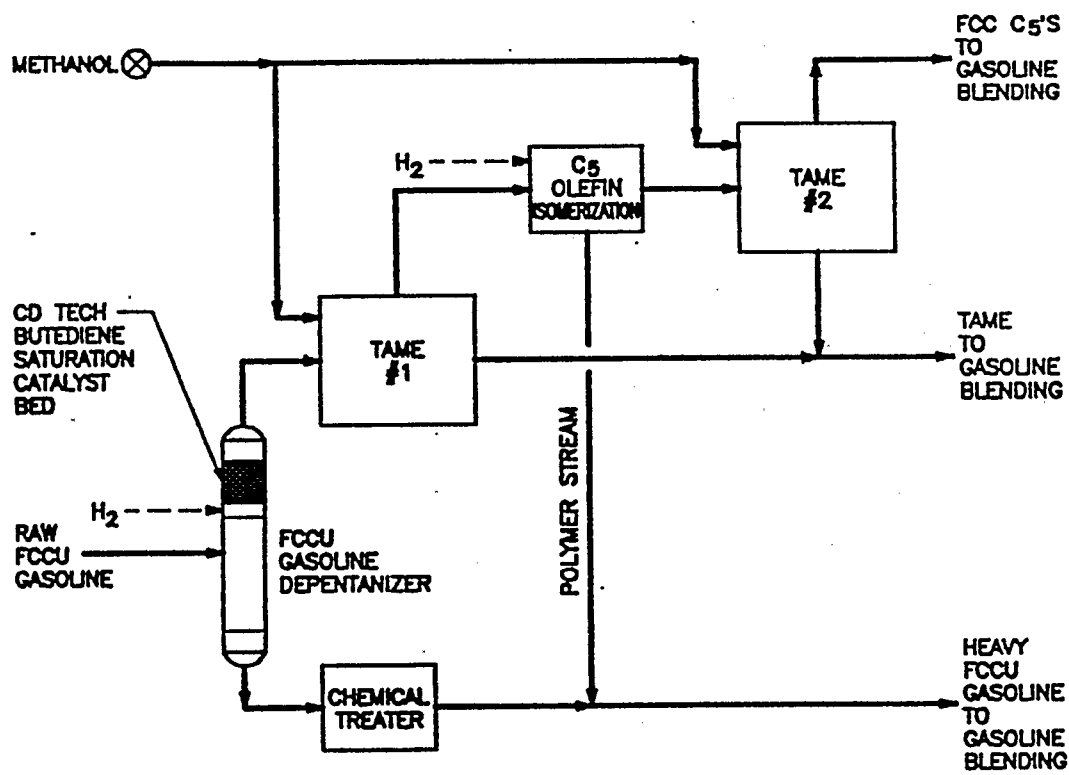 FCC C5'S
TO
GASOLINE
BLENDING
METHANOL
H2
C5
OLEFIN
ISOMERIZATION
TAME
#2
CD TECH
BUTEDIENE
SATURATION
CATALYST
BED
TAME
#1
TAME
TO
GASOLINE
BLENDING
H2
RAW
FCCU
GASOLINE
FCCU
GASOLINE
DEPENTANIZER
POLYMER STREAM
CHEMICAL
TREATER
HEAVY
FCCU
GASOLINE
TO
GASOLINE
BLENDING